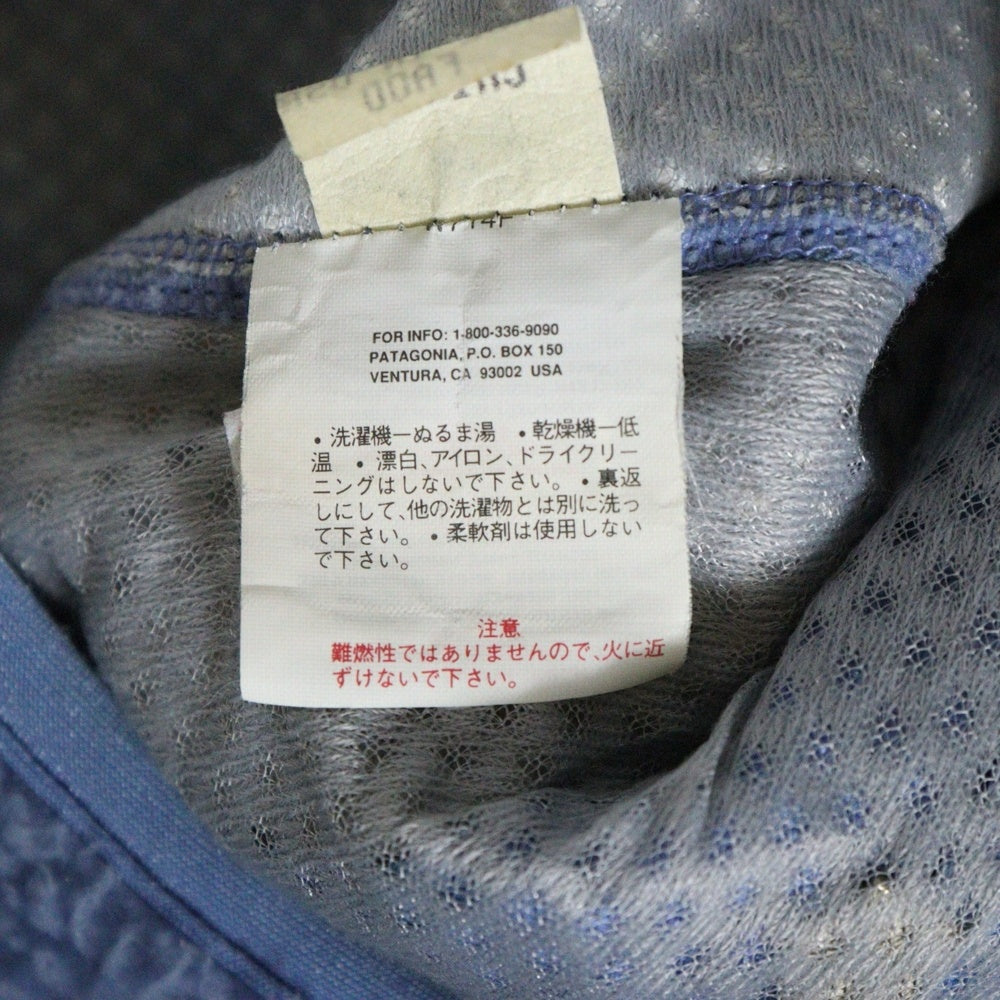 FOR INFO: 1-800-336-9090
PATAGONIA, P.O. BOX 150
VENTURA, CA 93002 USA
• 洗濯機ーぬるま湯 • 乾燥機ー低
温 • 漂白、アイロン、ドライクリー
ニングはしないで下さい。 • 裏返
しにして、他の洗濯物とは別に洗っ
て下さい。 • 柔軟剤は使用しない
で下さい。
注意
難燃性ではありませんので、火に近
ずけないで下さい。